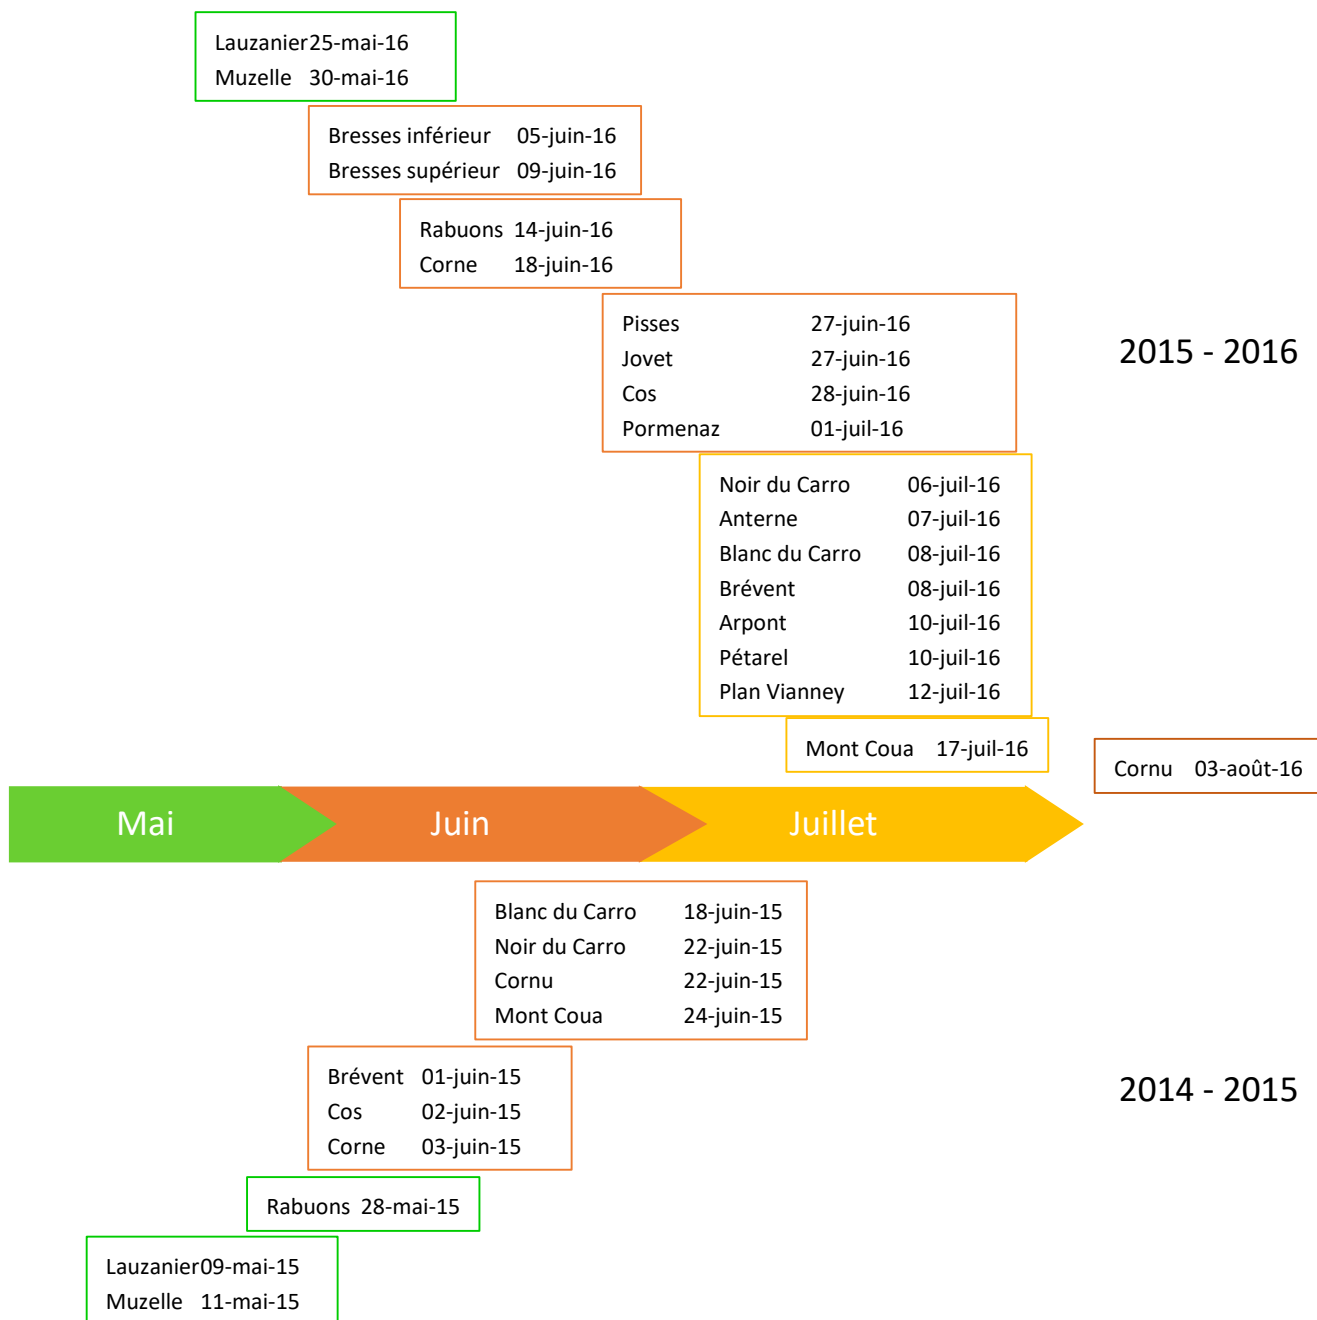 Lauzanier 25-mai-16
Muzelle 30-mai-16
Bresses inférieur 05-juin-16
Bresses supérieur 09-juin-16
Rabuons 14-juin-16
Corne 18-juin-16
Pisses 27-juin-16
Jovet 27-juin-16
Cos 28-juin-16
Pormenaz 01-juil-16
2015 - 2016
Noir du Carro 06-juil-16
Anterne 07-juil-16
Blanc du Carro 08-juil-16
Brévent 08-juil-16
Arpont 10-juil-16
Pétarel 10-juil-16
Plan Vianney 12-juil-16
Mont Coua 17-juil-16
Cornu 03-août-16
Mai Juin Juillet
Blanc du Carro 18-juin-15
Noir du Carro 22-juin-15
Cornu 22-juin-15
Mont Coua 24-juin-15
Brévent 01-juin-15
Cos 02-juin-15
Corne 03-juin-15
2014 - 2015
Rabuons 28-mai-15
Lauzanier 09-mai-15
Muzelle 11-mai-15